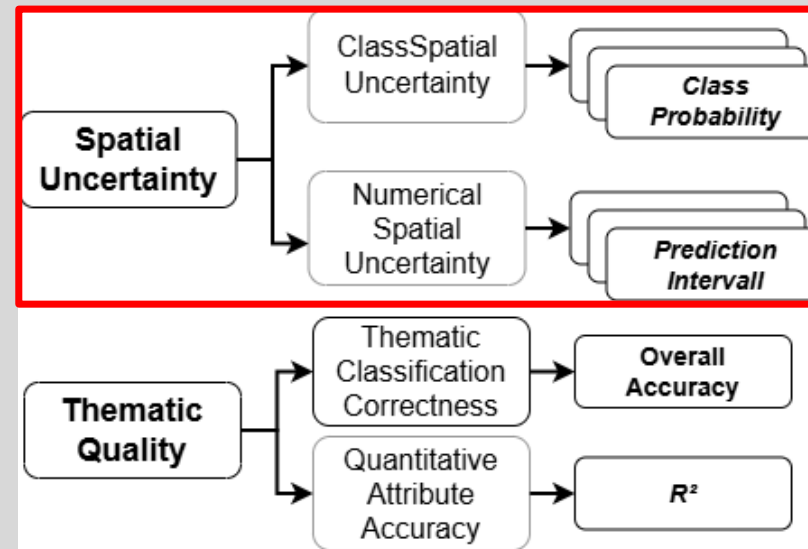 ClassSpatial
Uncertainty
Class
Probability
Spatial
Uncertainty
Numerical
Spatial
Uncertainty
Prediction
Intervall
Thematic
Classification
Correctness
Overall
Accuracy
Thematic
Quality
Quantitative
Attribute
Accuracy
R²